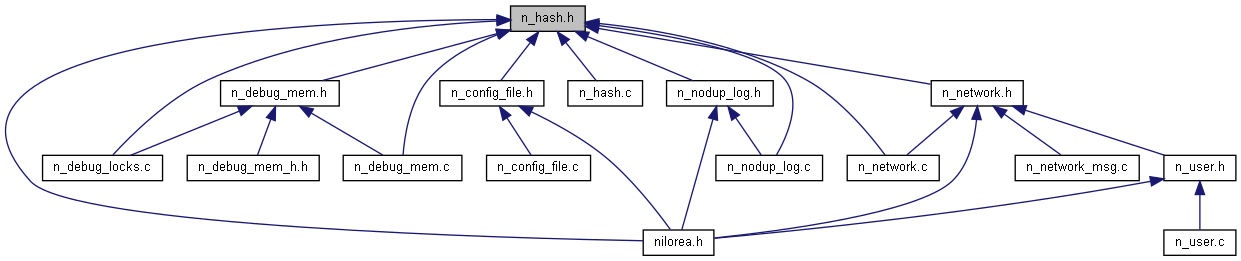 n_hash.h
n_debug_mem.h
n_config_file.h
n_hash.c
n_nodup_log.h
n_network.h
n_debug_locks.c
n_debug_mem_h.h
n_debug_mem.c
n_config_file.c
n_nodup_log.c
n_network.c
n_network_msg.c
n_user.h
nilorea.h
n_user.c